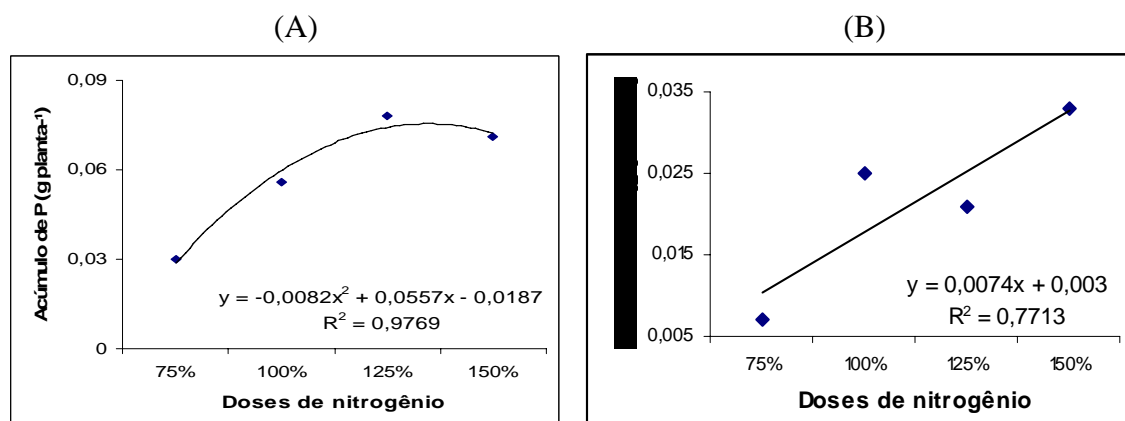 (A)
(B)
Acúmulo de P (g planta-¹)
0,09
0,06
0,03
0
y = -0,0082x² + 0,0557x - 0,0187
R² = 0,9769
75% 100% 125% 150%
Doses de nitrogênio
0,035
0,025
0,015
0,005
y = 0,0074x + 0,003
R² = 0,7713
75% 100% 125% 150%
Doses de nitrogênio